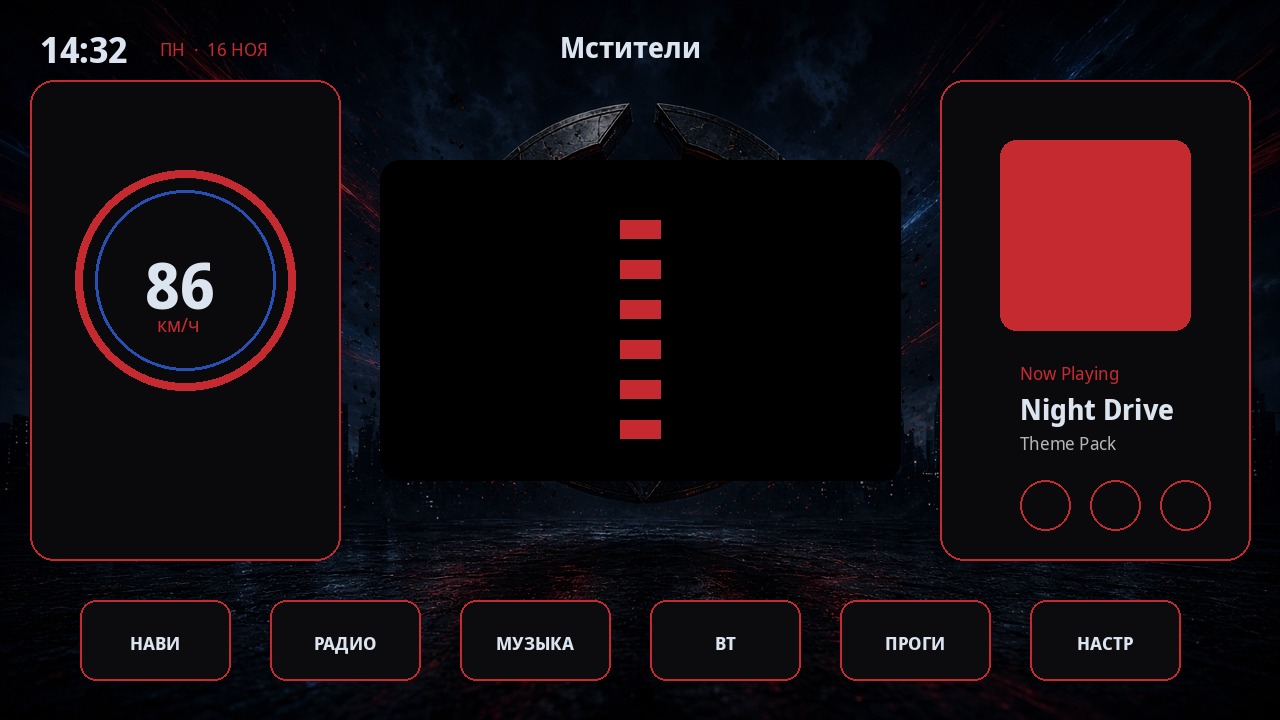 14:32
ПН · 16 НОЯ
Мстители
86
км/ч
Now Playing
Night Drive
Theme Pack
НАВИ
РАДИО
МУЗЫКА
BT
ПРОГИ
НАСТР